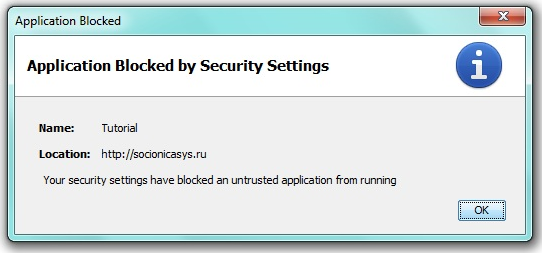 Application Blocked
Application Blocked by Security Settings
Name: Tutorial
Location: http://socionicasys.ru
Your security settings have blocked an untrusted application from running
OK